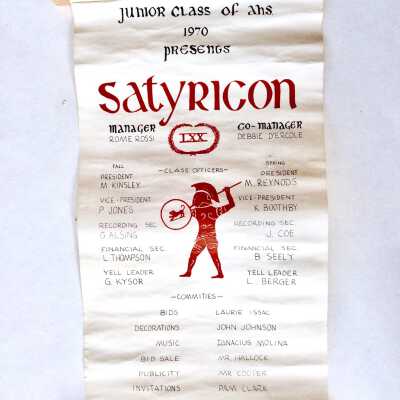 JUNIOR CLASS OF AHS
1970
PRESENTS
SATYRICON
MANAGER CO-MANAGER
ROME ROSSI LXX DEBBIE D'ERCOLE
FALL —CLASS OFFICERS— SPRING
PRESIDENT PRESIDENT
M. KINSLEY M. REYNODS
VICE-PRESIDENT VICE-PRESIDENT
P. JONES K. BOOTHBY
RECORDING SEC. RECORDING SEC.
G. ALSING J. COE
FINANCIAL SEC. FINANCIAL SEC.
L. THOMPSON B. SEELY
YELL LEADER YELL LEADER
G. KYSOR L. BERGER
—COMMITIES—
BIDS LAURIE ISSAC
DECORATIONS JOHN JOHNSON
MUSIC IGNACIUS MOLINA
BID SALE MR. HALLOCK
PUBLICITY MR COOPER
INVITATIONS PAM CLARK